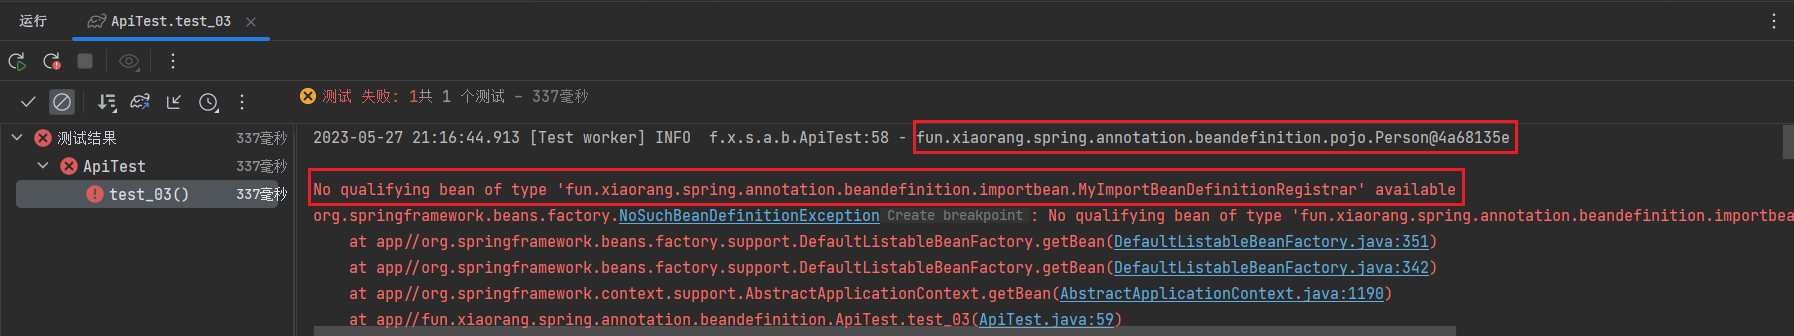 运行
ApiTest.test_03
测试 失败: 1共 1 个测试 – 337毫秒
测试结果 337毫秒
2023-05-27 21:16:44.913 [Test worker] INFO  f.x.s.a.b.ApiTest:58 - fun.xiaorang.spring.annotation.beandefinition.pojo.Person@4a68135e
ApiTest 337毫秒
test_03() 337毫秒
No qualifying bean of type 'fun.xiaorang.spring.annotation.beandefinition.importbean.MyImportBeanDefinitionRegistrar' available
org.springframework.beans.factory.NoSuchBeanDefinitionException Create breakpoint : No qualifying bean of type 'fun.xiaorang.spring.annotation.beandefinition.importbea
at app//org.springframework.beans.factory.support.DefaultListableBeanFactory.getBean(DefaultListableBeanFactory.java:351)
at app//org.springframework.beans.factory.support.DefaultListableBeanFactory.getBean(DefaultListableBeanFactory.java:342)
at app//org.springframework.context.support.AbstractApplicationContext.getBean(AbstractApplicationContext.java:1190)
at app//fun.xiaorang.spring.annotation.beandefinition.ApiTest.test_03(ApiTest.java:59)